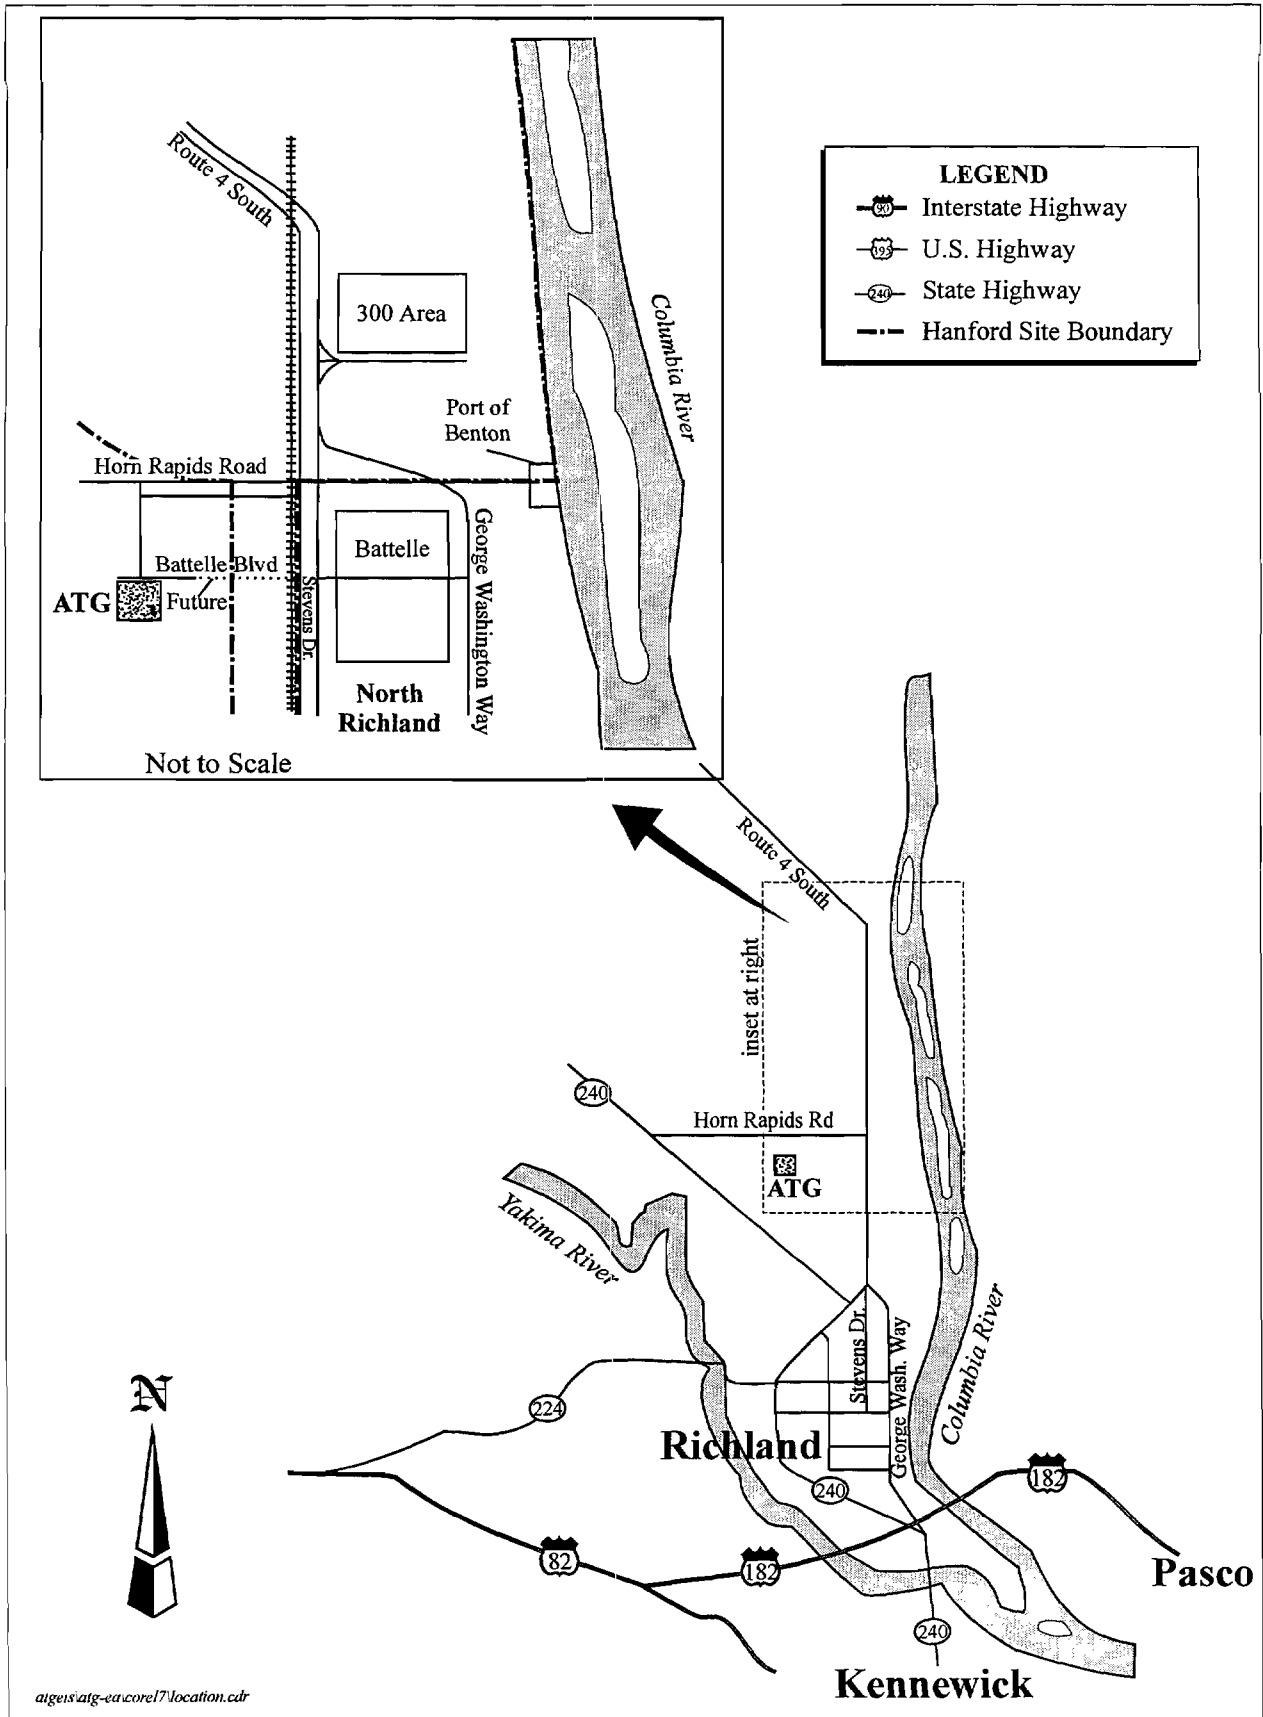 Route 4 South
300 Area
Columbia River
Port of
Benton
Horn Rapids Road
Battelle
Battelle Blvd
ATG
Future
Stevens Dr.
George Washington Way
North
Richland
Not to Scale
LEGEND
90
Interstate Highway
395
U.S. Highway
240
State Highway
Hanford Site Boundary
Route 4 South
inset at right
240
Horn Rapids Rd
ATG
Yakima River
Columbia River
Stevens Dr.
George Wash. Way
N
224
Richland
240
182
82
182
Pasco
240
Kennewick
atgeis\atg-ea\corel7\location.cdr